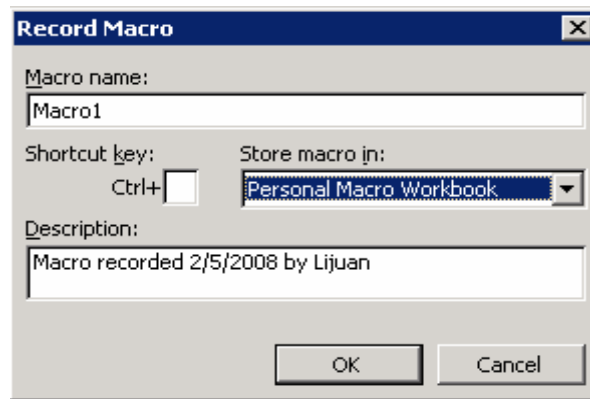 Record Macro
Macro name:
Macro1
Shortcut key: Store macro in:
Ctrl+ Personal Macro Workbook
Description:
Macro recorded 2/5/2008 by Lijuan
OK Cancel